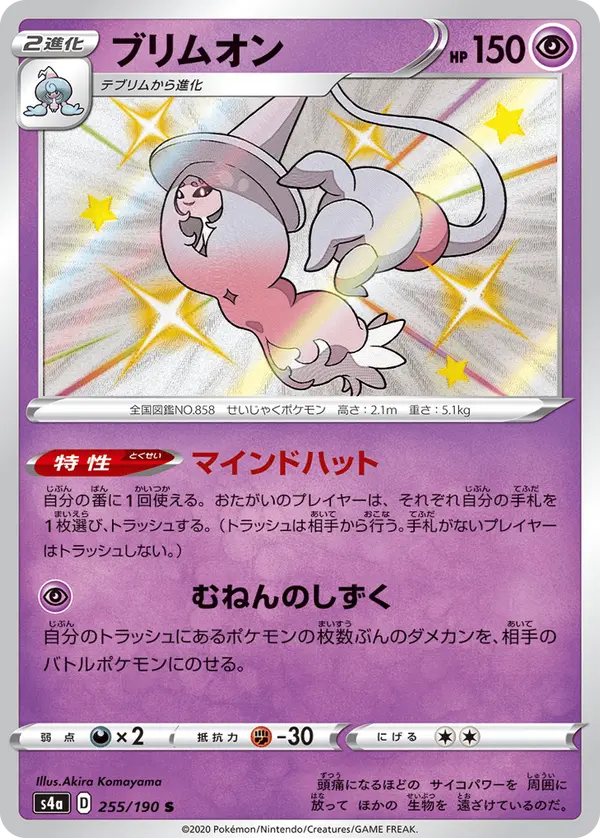 2進化 ブリムオン HP 150
テブリムから進化
全国図鑑NO.858 せいじゃくポケモン 高さ：2.1m 重さ：5.1kg
特性 とくせい マインドハット
自分の番に1回使える。おたがいのプレイヤーは、それぞれ自分の手札を
1枚選び、トラッシュする。（トラッシュは相手から行う。手札がないプレイヤー
はトラッシュしない。）
むねんのしずく
自分のトラッシュにあるポケモンの枚数ぶんのダメカンを、相手の
バトルポケモンにのせる。
弱点 ×2 抵抗力 -30 にげる
Illus.Akira Komayama
s4a D 255/190 S
頭痛になるほどの サイコパワーを 周囲に
放って ほかの 生物を 遠ざけているのだ。
©2020 Pokémon/Nintendo/Creatures/GAME FREAK.